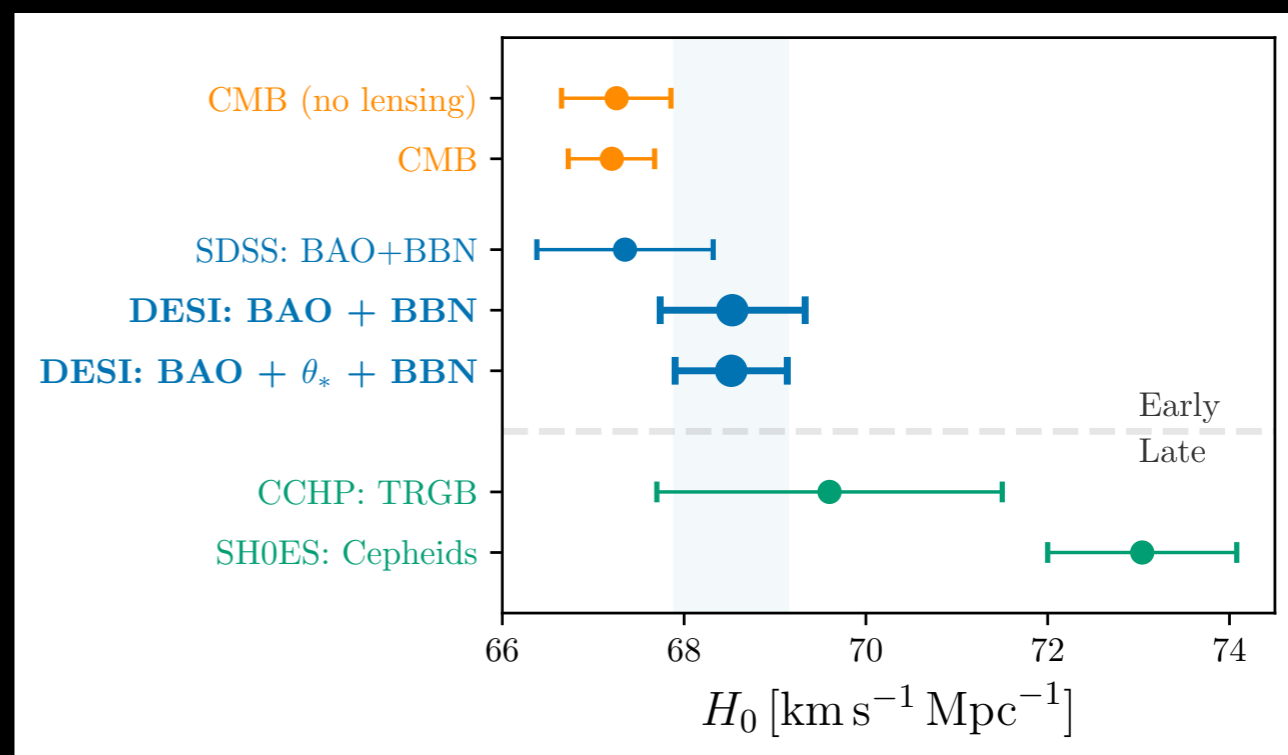 CMB (no lensing)
CMB
SDSS: BAO+BBN
DESI: BAO + BBN
DESI: BAO + θ* + BBN
Early
Late
CCHP: TRGB
SH0ES: Cepheids
66 68 70 72 74
H₀ [km s⁻¹ Mpc⁻¹]